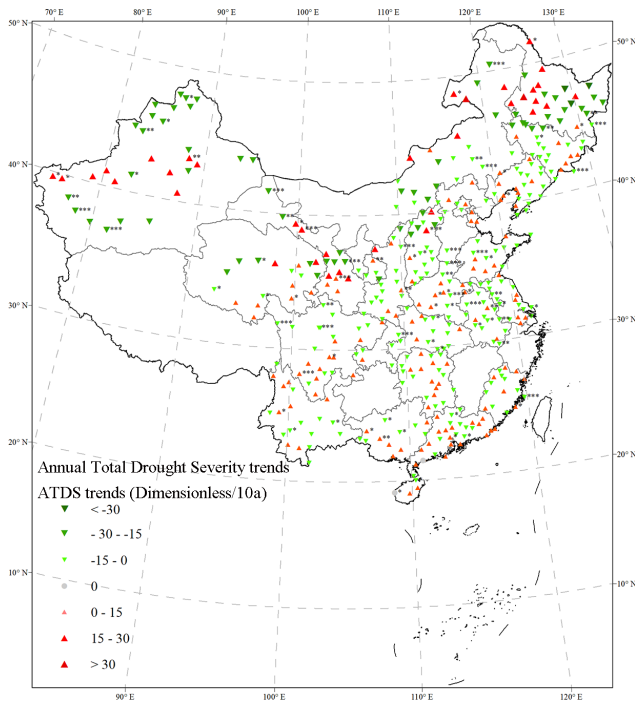 70° E 80° E 90° E 100° E 110° E 120° E 130° E
50° N 50° N
40° N 40° N
30° N 30° N
20° N 20° N
Annual Total Drought Severity trends
ATDS trends (Dimensionless/10a)
< -30
- 30 - -15
-15 - 0
0
0 - 15
15 - 30
> 30
10° N 10° N
90° E 100° E 110° E 120° E